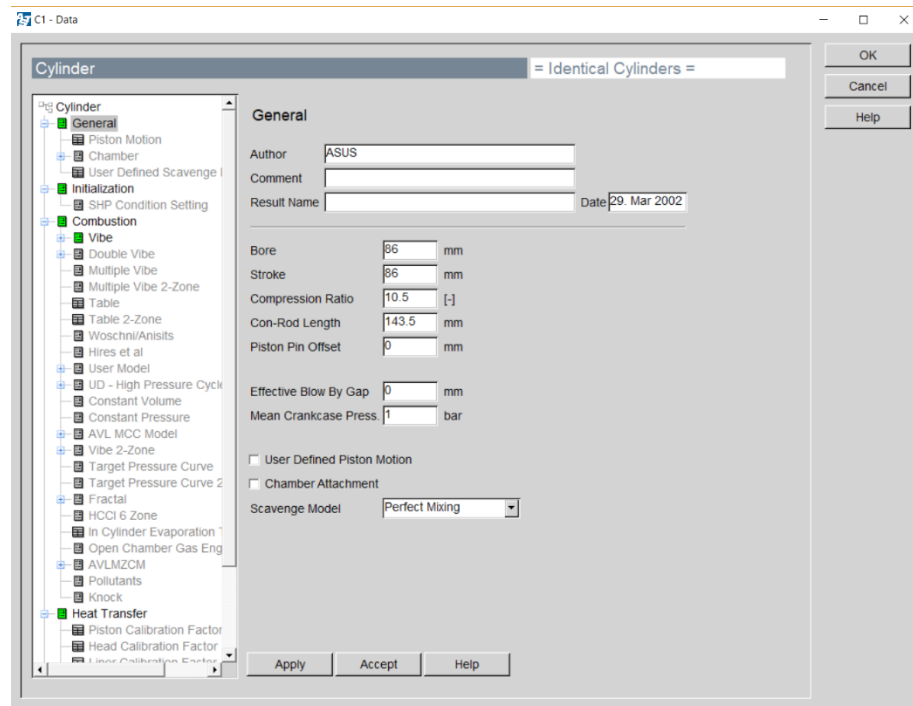 C1 - Data
OK
Cancel
Help
Cylinder
= Identical Cylinders =
Cylinder
General
Piston Motion
Chamber
User Defined Scavenge
Initialization
SHP Condition Setting
Combustion
Vibe
Double Vibe
Multiple Vibe
Multiple Vibe 2-Zone
Table
Table 2-Zone
Woschni/Anisits
Hires et al
User Model
UD - High Pressure Cycle
Constant Volume
Constant Pressure
AVL MCC Model
Vibe 2-Zone
Target Pressure Curve
Target Pressure Curve 2
Fractal
HCCI 6 Zone
In Cylinder Evaporation
Open Chamber Gas Eng
AVLMZCM
Pollutants
Knock
Heat Transfer
Piston Calibration Factor
Head Calibration Factor
Liner Calibration Factor
General
Author ASUS
Comment
Result Name Date 29. Mar 2002
Bore 86 mm
Stroke 86 mm
Compression Ratio 10.5 [-]
Con-Rod Length 143.5 mm
Piston Pin Offset 0 mm
Effective Blow By Gap 0 mm
Mean Crankcase Press. 1 bar
User Defined Piston Motion
Chamber Attachment
Scavenge Model Perfect Mixing
Apply Accept Help